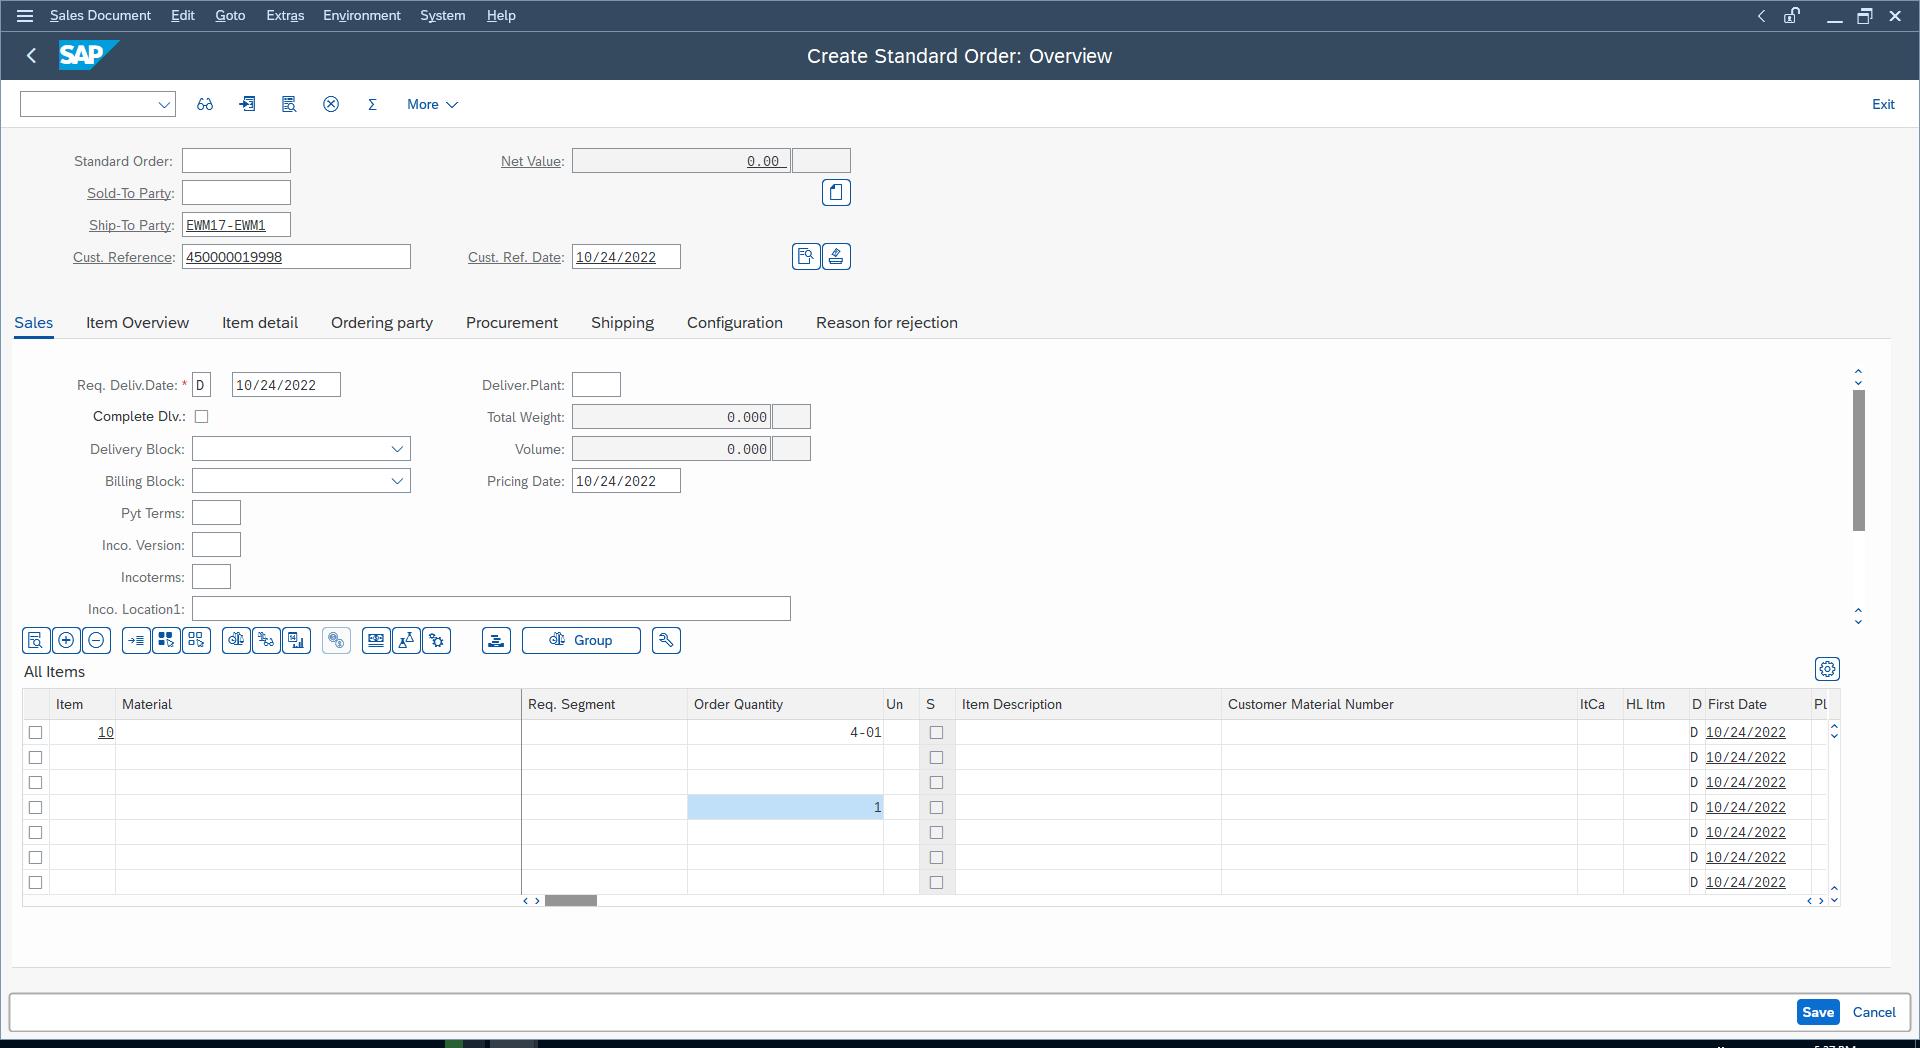 Sales Document Edit Goto Extras Environment System Help
SAP Create Standard Order: Overview
More Exit
Standard Order: Net Value: 0.00
Sold-To Party:
Ship-To Party: EWM17-EWM1
Cust. Reference: 450000019998 Cust. Ref. Date: 10/24/2022
Sales Item Overview Item detail Ordering party Procurement Shipping Configuration Reason for rejection
Req. Deliv.Date: * D 10/24/2022 Deliver.Plant:
Complete Dlv.: Total Weight: 0.000
Delivery Block: Volume: 0.000
Billing Block: Pricing Date: 10/24/2022
Pyt Terms:
Inco. Version:
Incoterms:
Inco. Location1:
Group
All Items
Item Material Req. Segment Order Quantity Un S Item Description Customer Material Number ItCa HL Itm D First Date Pl
10 4-01 D 10/24/2022
D 10/24/2022
D 10/24/2022
1 D 10/24/2022
D 10/24/2022
D 10/24/2022
D 10/24/2022
Save Cancel